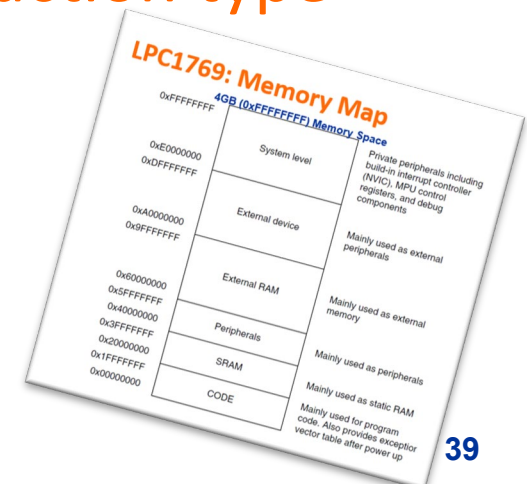 LPC1769: Memory Map
4GB (0xFFFFFFFF) Memory Space
0xFFFFFFFF
System level
Private peripherals including
build-in interrupt controller
(NVIC), MPU control
registers, and debug
components
0xE0000000
0xDFFFFFFF
External device
Mainly used as external
peripherals
0xA0000000
0x9FFFFFFF
External RAM
Mainly used as external
memory
0x60000000
0x5FFFFFFF
Peripherals
Mainly used as peripherals
0x40000000
0x3FFFFFFF
SRAM
Mainly used as static RAM
0x20000000
0x1FFFFFFF
CODE
Mainly used for program
code. Also provides exception
vector table after power up
0x00000000
39